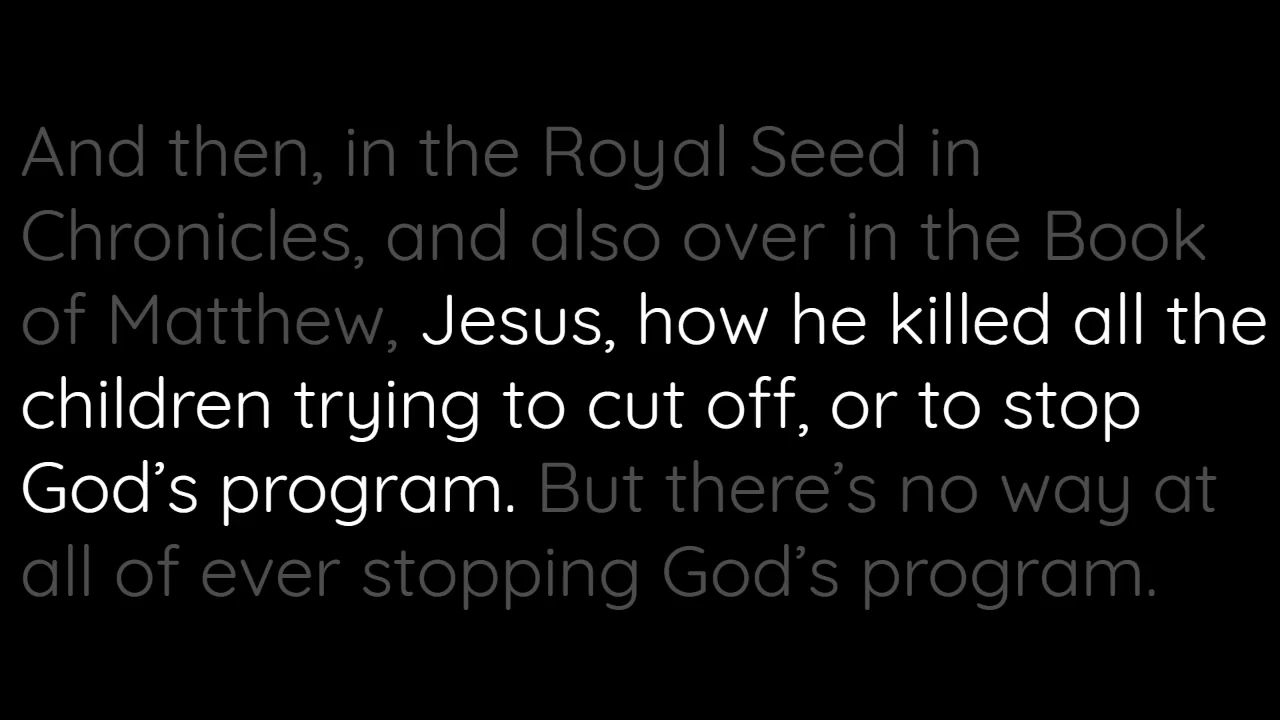 And then, in the Royal Seed in
Chronicles, and also over in the Book
of Matthew, Jesus, how he killed all the
children trying to cut off, or to stop
God’s program. But there’s no way at
all of ever stopping God’s program.